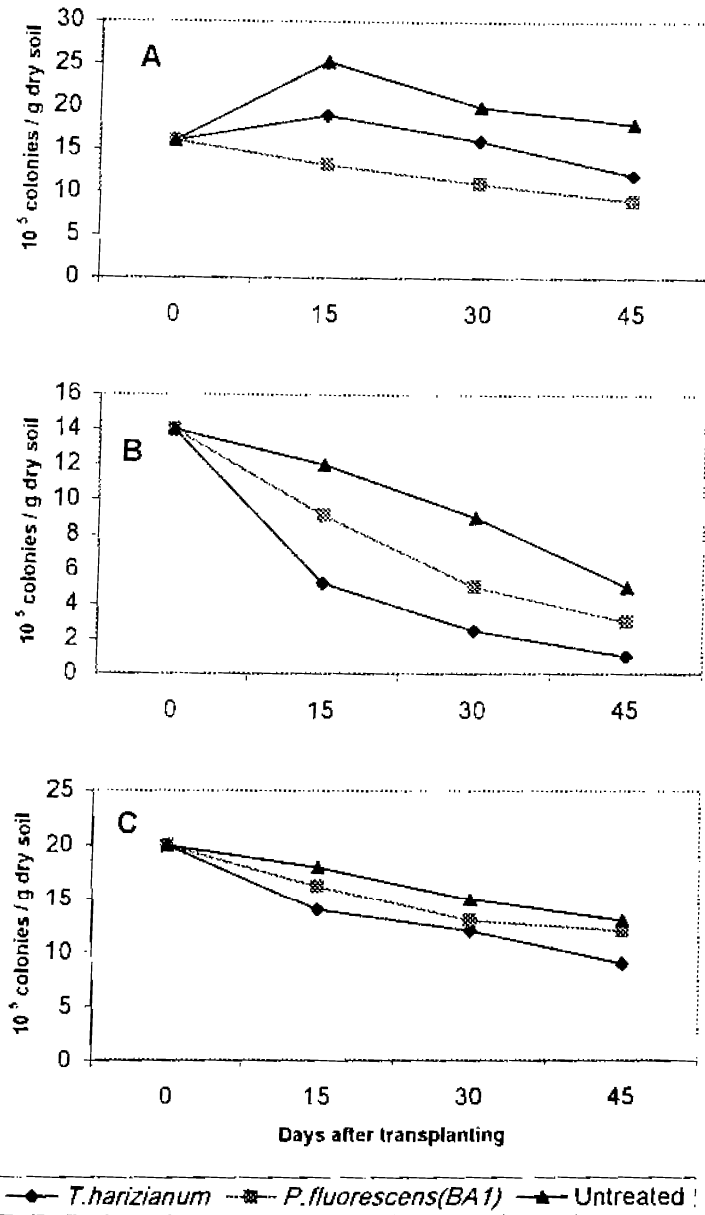 30
25
20
15
10
5
0
A
10 5 colonies / g dry soil
0 15 30 45
16
14
12
10
8
6
4
2
0
B
10 5 colonies / g dry soil
0 15 30 45
25
20
15
10
5
0
C
10 5 colonies / g dry soil
0 15 30 45
Days after transplanting
T.harizianum P.fluorescens(BA1) Untreated